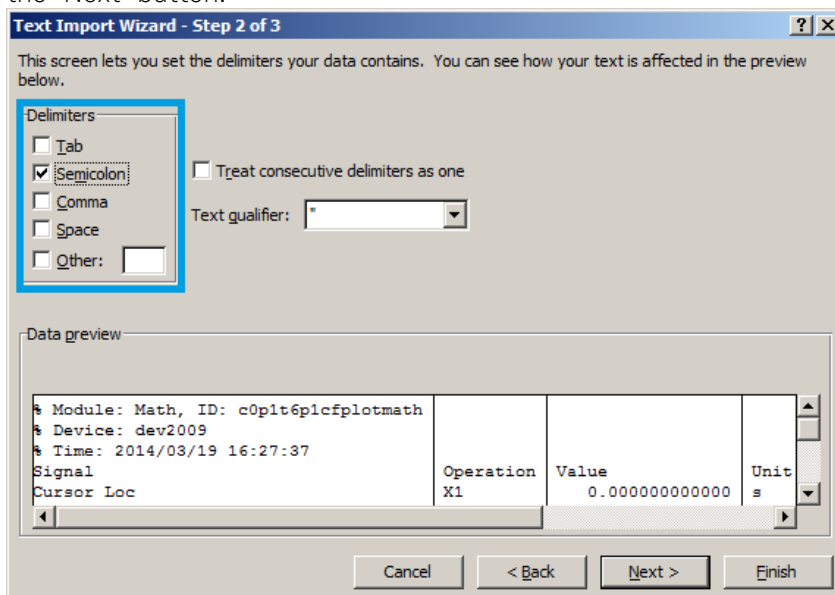 the "Next" button.
Text Import Wizard - Step 2 of 3
This screen lets you set the delimiters your data contains. You can see how your text is affected in the preview
below.
Delimiters
Tab
Semicolon
Comma
Space
Other:
Treat consecutive delimiters as one
Text qualifier: "
Data preview
% Module: Math, ID: c0p1t6p1cfplotmath
% Device: dev2009
% Time: 2014/03/19 16:27:37
Signal Operation Value Unit
Cursor Loc X1 0.000000000000 s
Cancel < Back Next > Finish